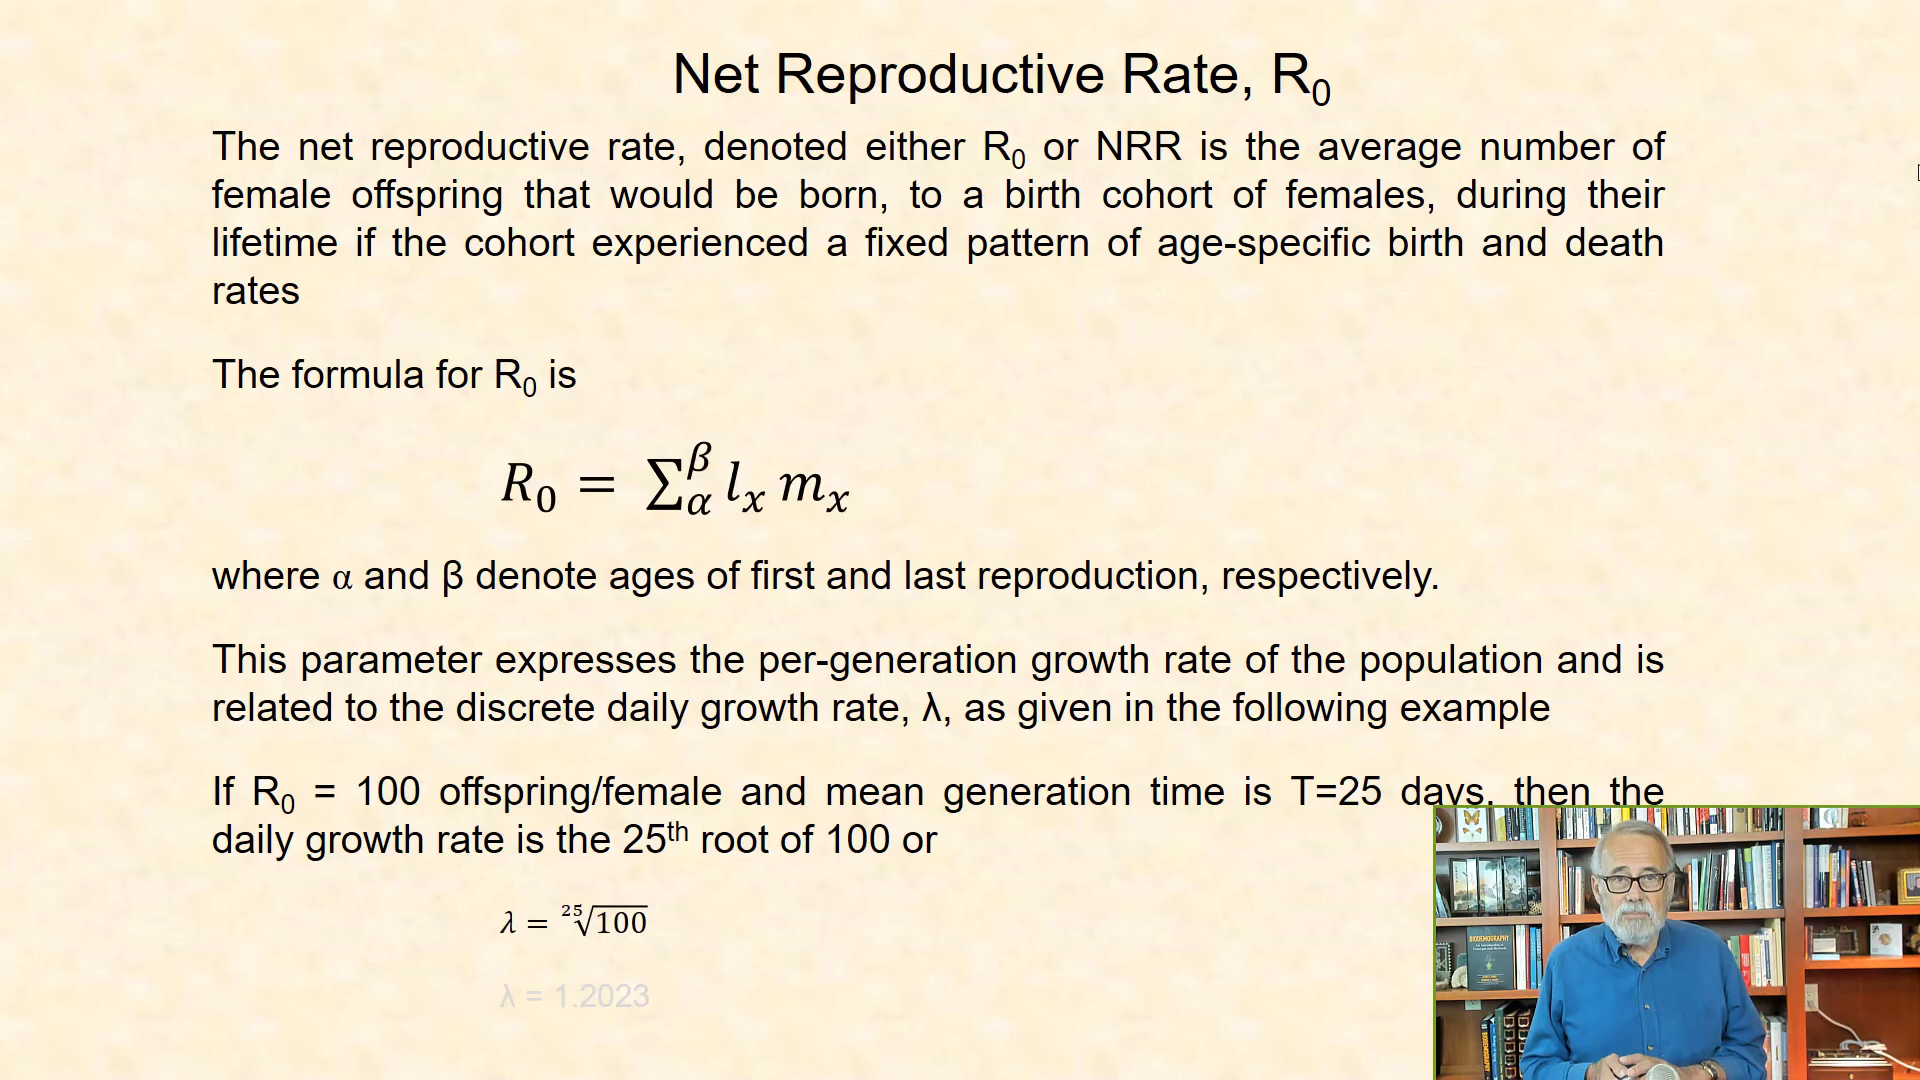 Net Reproductive Rate, R₀
The net reproductive rate, denoted either R₀ or NRR is the average number of
female offspring that would be born, to a birth cohort of females, during their
lifetime if the cohort experienced a fixed pattern of age-specific birth and death
rates
The formula for R₀ is
R₀ = ∑ᵦ^α lₓ mₓ
where α and β denote ages of first and last reproduction, respectively.
This parameter expresses the per-generation growth rate of the population and is
related to the discrete daily growth rate, λ, as given in the following example
If R₀ = 100 offspring/female and mean generation time is T=25 days, then the
daily growth rate is the 25th root of 100 or
λ = ²⁵√100
λ = 1.2023
BIODEMOGRAPHY